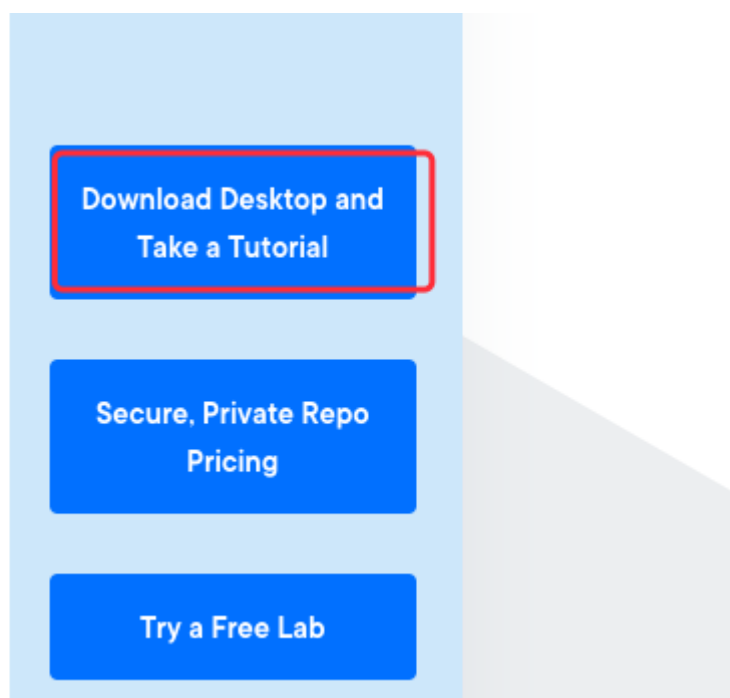 Download Desktop and
Take a Tutorial
Secure, Private Repo
Pricing
Try a Free Lab